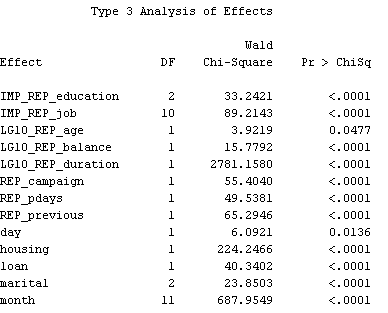 Type 3 Analysis of Effects
Wald
Effect DF Chi-Square Pr > ChiSq
IMP_REP_education 2 33.2421 <.0001
IMP_REP_job 10 89.2143 <.0001
LG10_REP_age 1 3.9219 0.0477
LG10_REP_balance 1 15.7792 <.0001
LG10_REP_duration 1 2781.1580 <.0001
REP_campaign 1 55.4040 <.0001
REP_pdays 1 49.5381 <.0001
REP_previous 1 65.2946 <.0001
day 1 6.0921 0.0136
housing 1 224.2466 <.0001
loan 1 40.3402 <.0001
marital 2 23.8503 <.0001
month 11 687.9549 <.0001